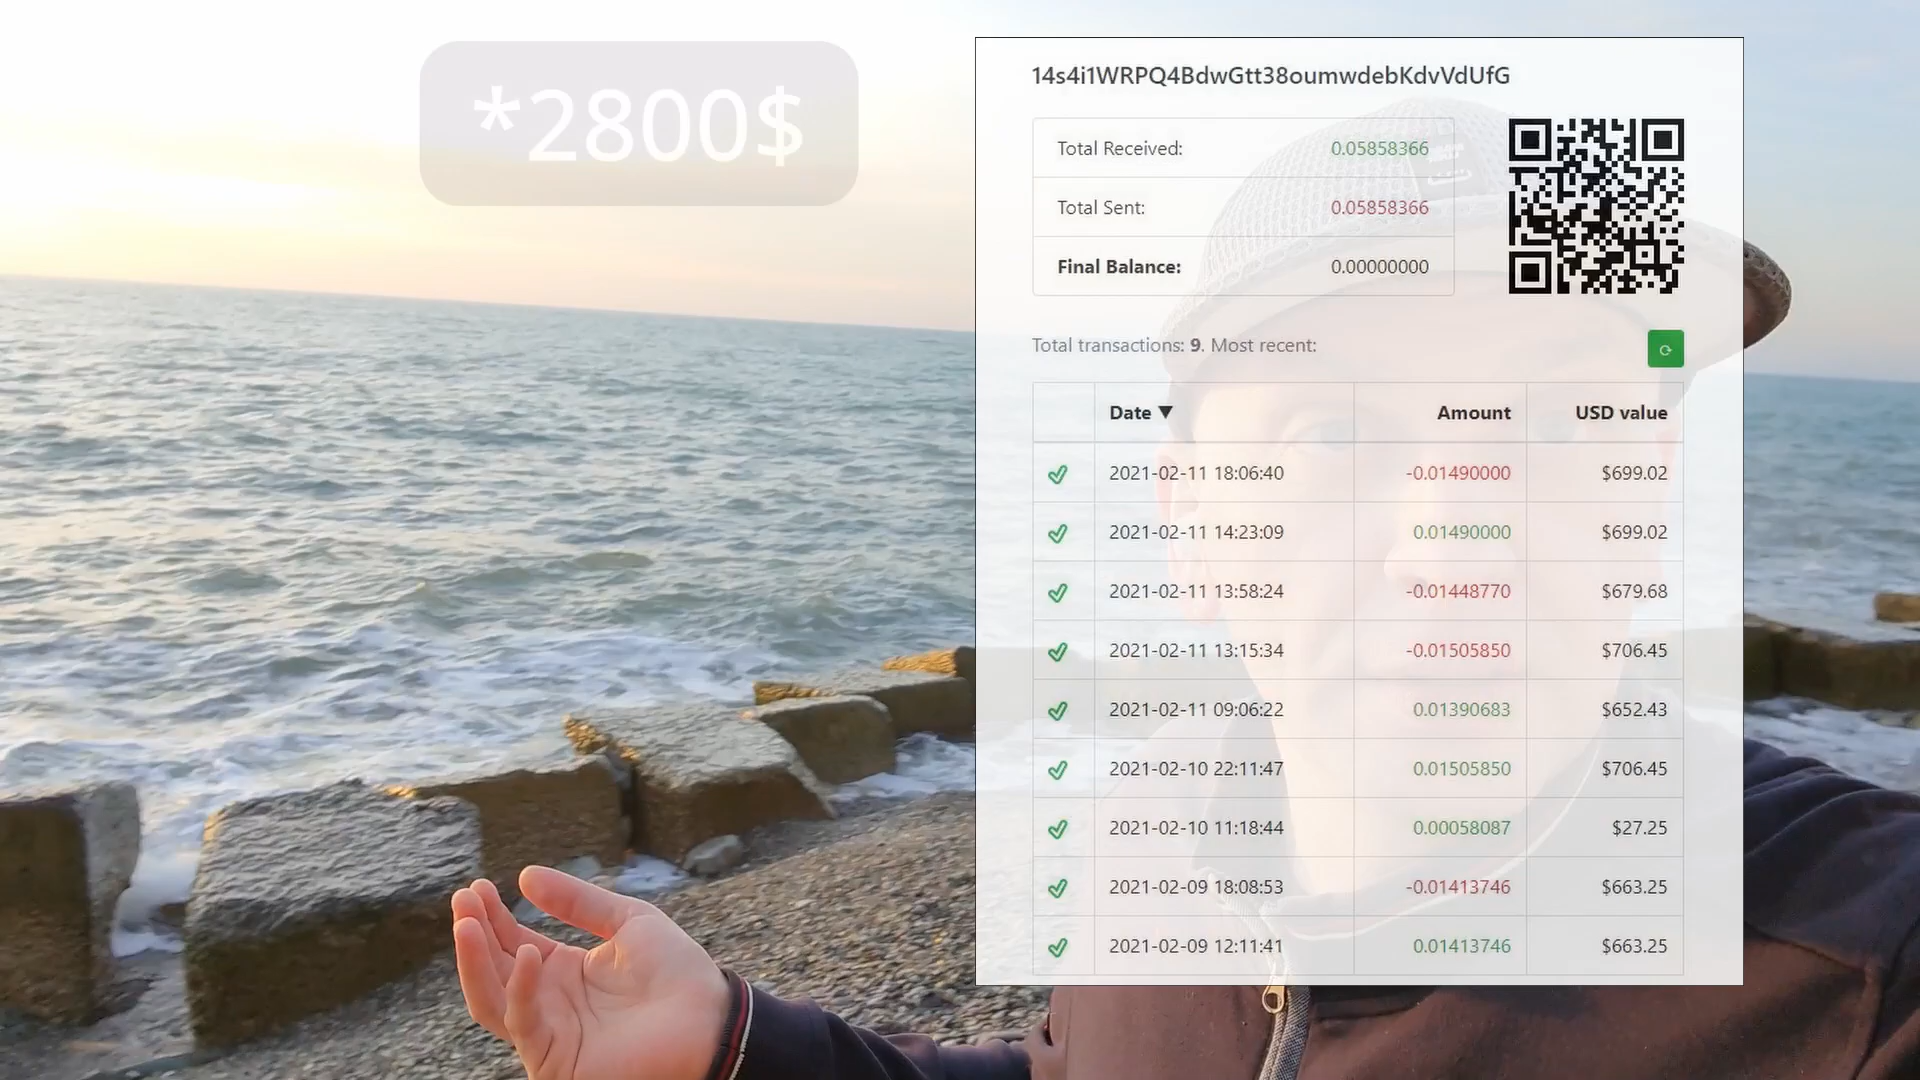 *2800$
14s4i1WRPQ4BdwGtt38oumwdebKdvVdUfG
Total Received: 0.05858366
Total Sent: 0.05858366
Final Balance: 0.00000000
Total transactions: 9. Most recent:
Date ▼ Amount USD value
2021-02-11 18:06:40 -0.01490000 $699.02
2021-02-11 14:23:09 0.01490000 $699.02
2021-02-11 13:58:24 -0.01448770 $679.68
2021-02-11 13:15:34 -0.01505850 $706.45
2021-02-11 09:06:22 0.01390683 $652.43
2021-02-10 22:11:47 0.01505850 $706.45
2021-02-10 11:18:44 0.00058087 $27.25
2021-02-09 18:08:53 -0.01413746 $663.25
2021-02-09 12:11:41 0.01413746 $663.25